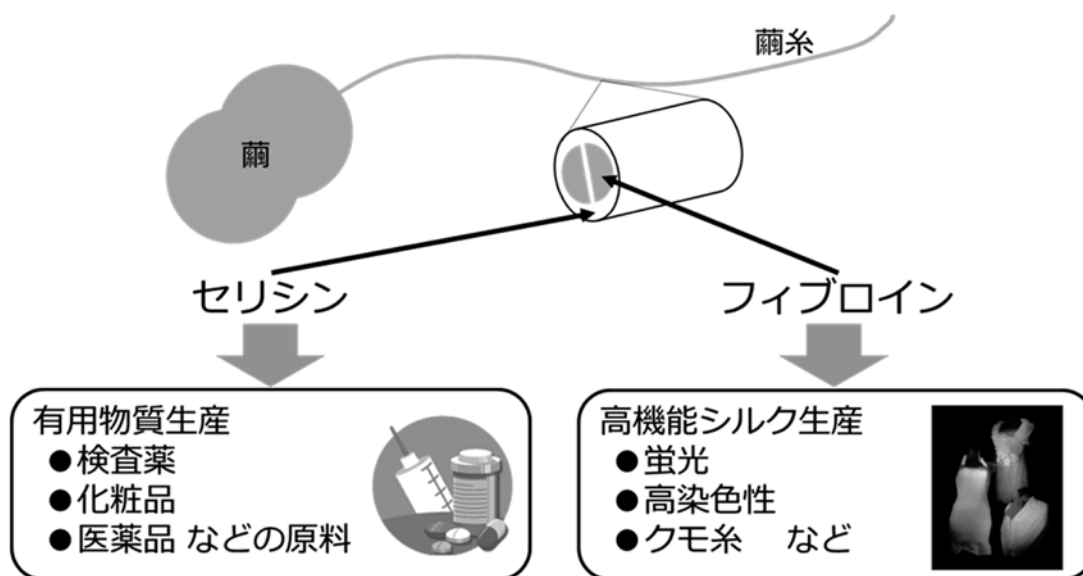 繭糸
繭
セリシン
フィブロイン
有用物質生産
●検査薬
●化粧品
●医薬品 などの原料
高機能シルク生産
●蛍光
●高染色性
●クモ糸 など